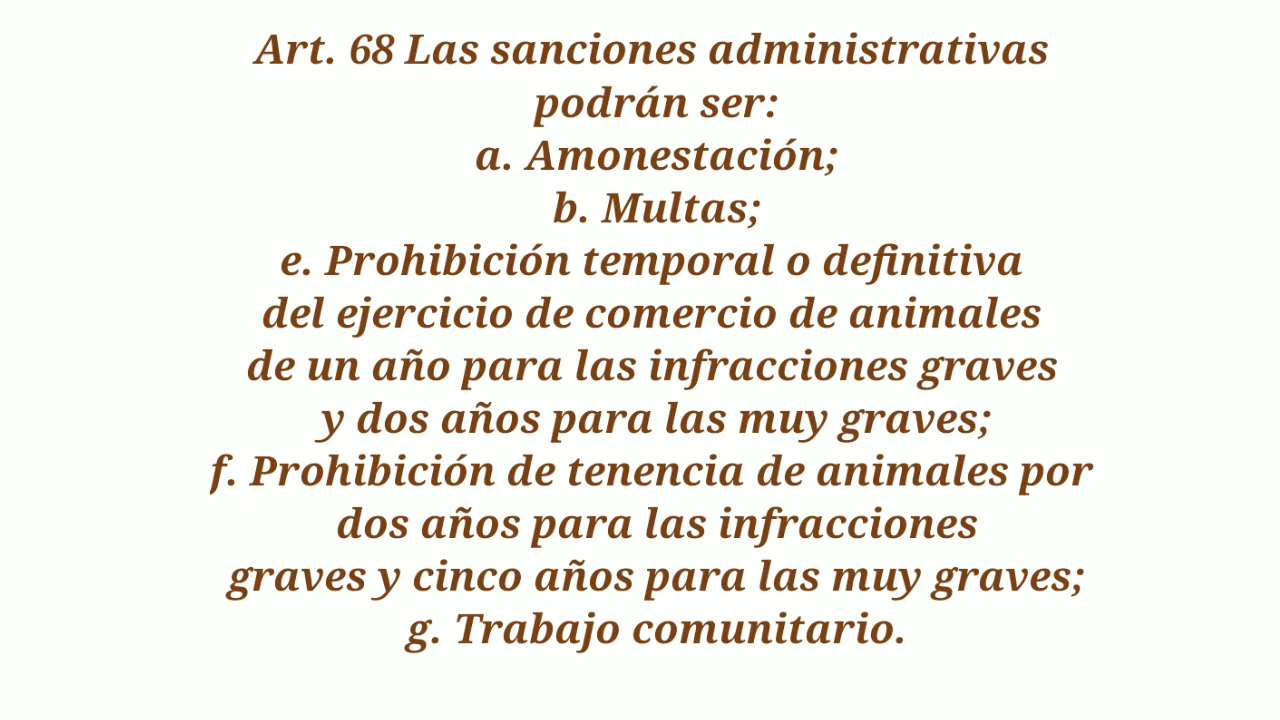 Art. 68 Las sanciones administrativas
podrán ser:
a. Amonestación;
b. Multas;
e. Prohibición temporal o definitiva
del ejercicio de comercio de animales
de un año para las infracciones graves
y dos años para las muy graves;
f. Prohibición de tenencia de animales por
dos años para las infracciones
graves y cinco años para las muy graves;
g. Trabajo comunitario.